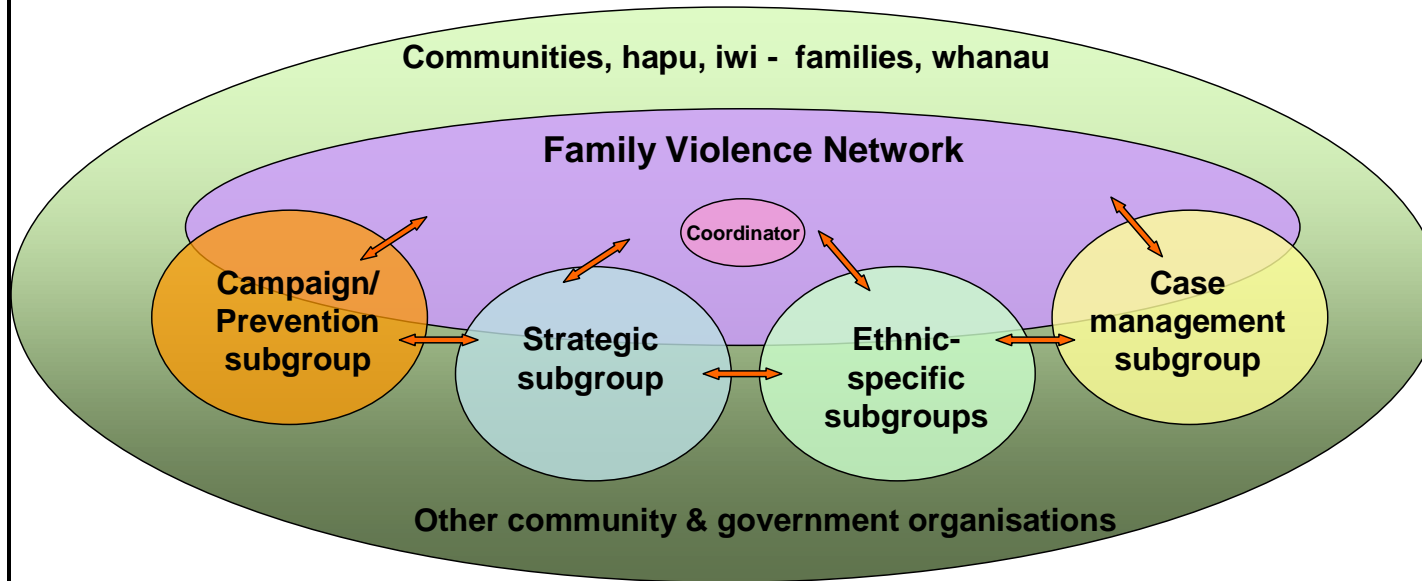 Communities, hapu, iwi - families, whanau
Family Violence Network
Coordinator
Campaign/
Prevention
subgroup
Strategic
subgroup
Ethnic-
specific
subgroups
Case
management
subgroup
Other community & government organisations